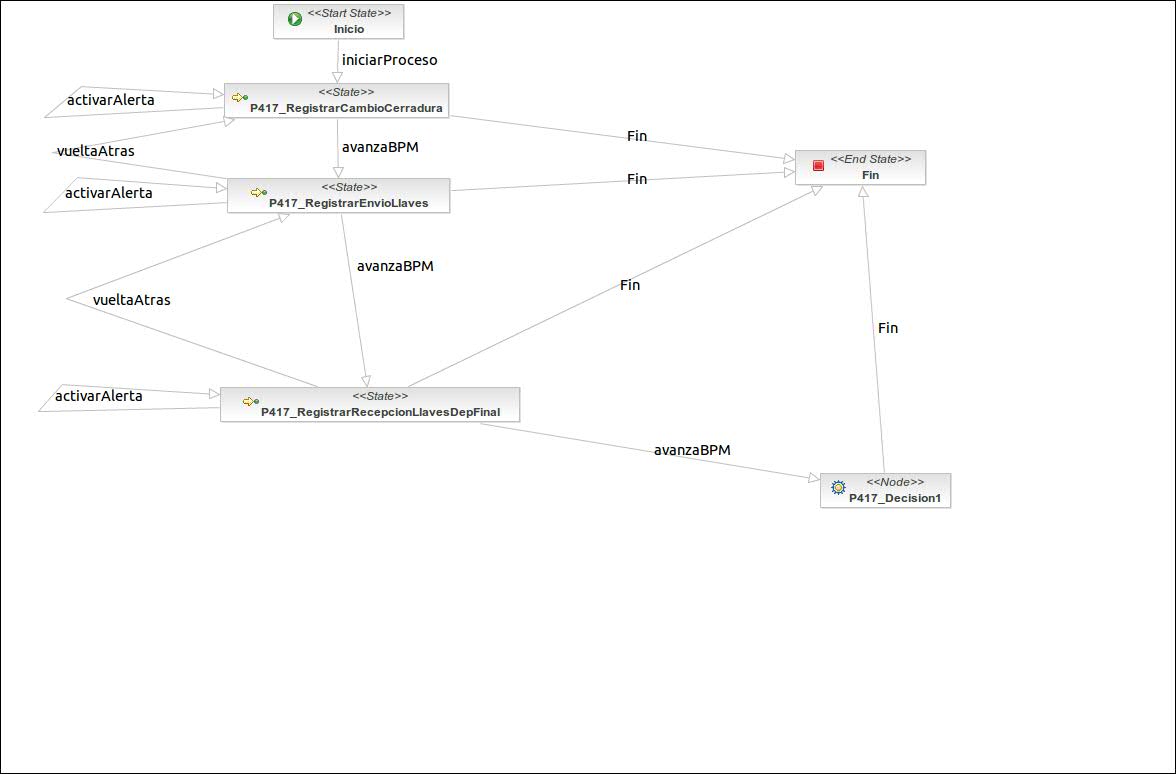 <<Start State>>
Inicio
iniciarProceso
<<State>>
P417_RegistrarCambioCerradura
activarAlerta
Fin
avanzaBPM
vueltaAtras
<<End State>>
Fin
<<State>>
P417_RegistrarEnvioLlaves
activarAlerta
Fin
avanzaBPM
Fin
vueltaAtras
Fin
<<State>>
P417_RegistrarRecepcionLlavesDepFinal
activarAlerta
avanzaBPM
<<Node>>
P417_Decision1